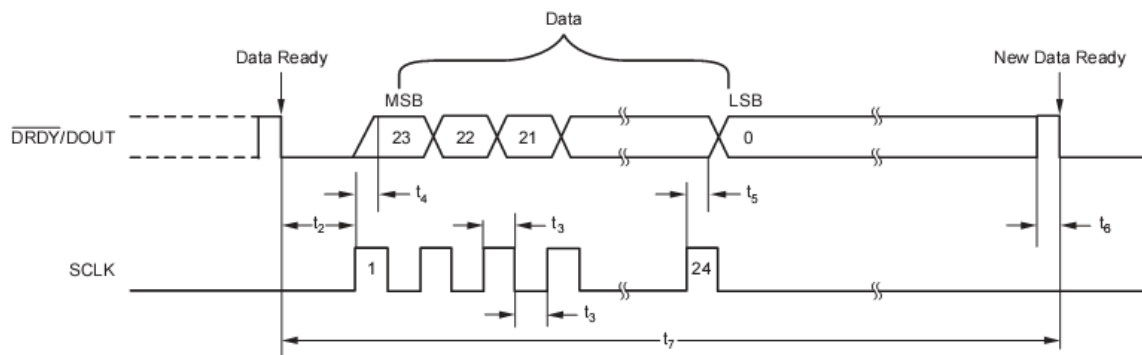 Data
Data Ready
New Data Ready
MSB
LSB
DRDY/DOUT
23
22
21
0
t4
t5
t2
t3
t6
SCLK
1
24
t3
t7